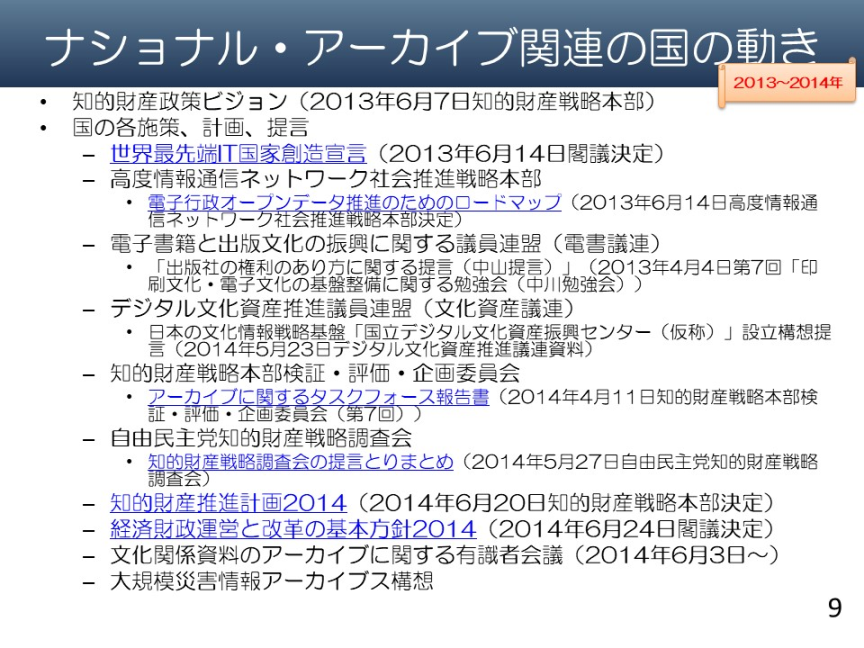 ナショナル・アーカイブ関連の国の動き
2013～2014年
• 知的財産政策ビジョン（2013年6月7日知的財産戦略本部）
• 国の各施策、計画、提言
– 世界最先端IT国家創造宣言（2013年6月14日閣議決定）
– 高度情報通信ネットワーク社会推進戦略本部
• 電子行政オープンデータ推進のためのロードマップ（2013年6月14日高度情報通
信ネットワーク社会推進戦略本部決定）
– 電子書籍と出版文化の振興に関する議員連盟（電書議連）
• 「出版社の権利のあり方に関する提言（中山提言）」（2013年4月4日第7回「印
刷文化・電子文化の基盤整備に関する勉強会（中川勉強会））
– デジタル文化資産推進議員連盟（文化資産議連）
• 日本の文化情報戦略基盤「国立デジタル文化資産振興センター（仮称）」設立構想提
言（2014年5月23日デジタル文化資産推進議連資料）
– 知的財産戦略本部検証・評価・企画委員会
• アーカイブに関するタスクフォース報告書（2014年4月11日知的財産戦略本部検
証・評価・企画委員会（第7回））
– 自由民主党知的財産戦略調査会
• 知的財産戦略調査会の提言とりまとめ（2014年5月27日自由民主党知的財産戦略
調査会）
– 知的財産推進計画2014（2014年6月20日知的財産戦略本部決定）
– 経済財政運営と改革の基本方針2014（2014年6月24日閣議決定）
– 文化関係資料のアーカイブに関する有識者会議（2014年6月3日～）
– 大規模災害情報アーカイブス構想
9